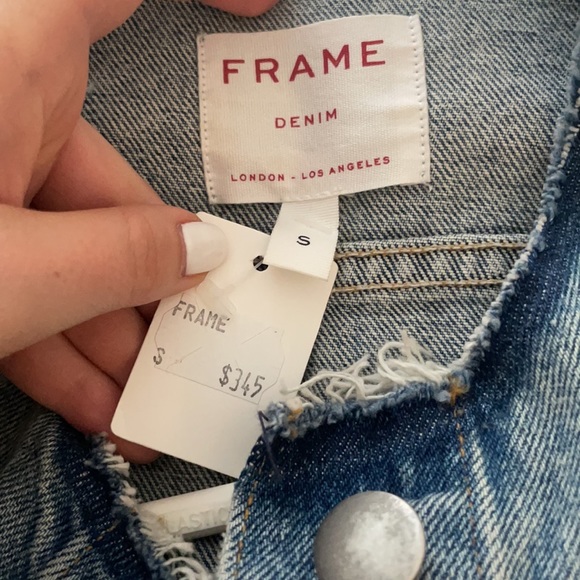 FRAME
DENIM
LONDON - LOS ANGELES
S
FRAME
S
$345